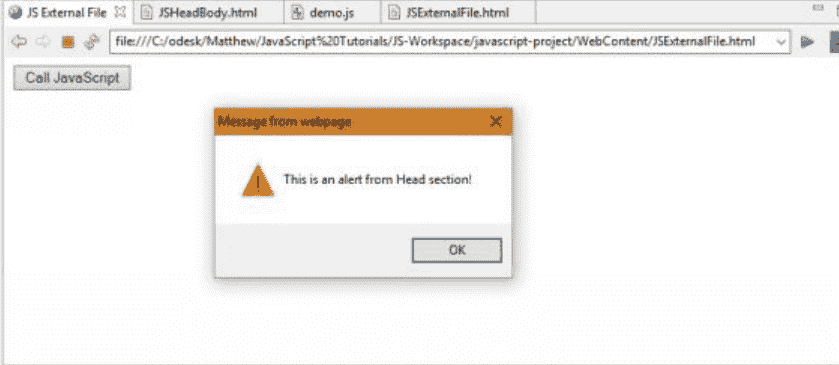 JS External File JSHeadBody.html demo.js JSExternalFile.html
file:///C:/odesk/Matthew/JavaScript%20Tutorials/JS-Workspace/javascript-project/WebContent/JSExternalFile.html
Call JavaScript
Message from webpage
This is an alert from Head section!
OK